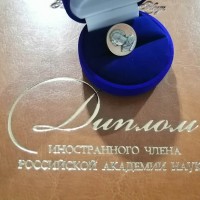 Диплом
ИНОСТРАННОГО ЧЛЕНА
РОССИЙСКОЙ АКАДЕМИИ НАУК